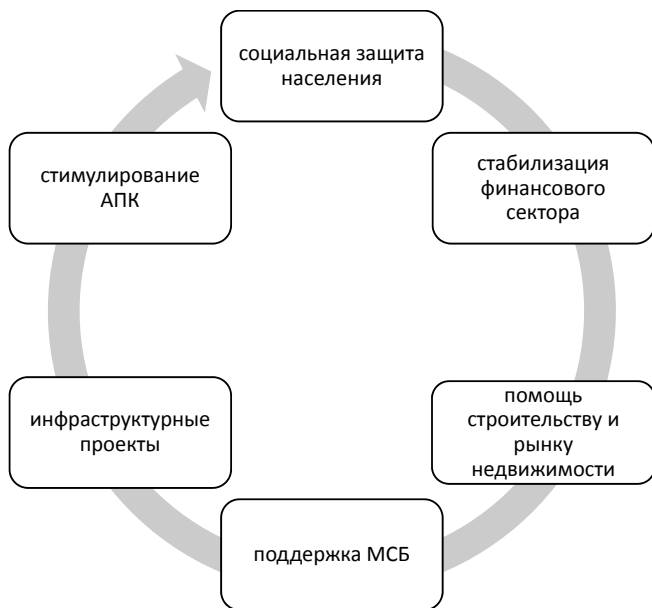 социальная защита
населения
стабилизация
финансового
сектора
помощь
строительству и
рынку
недвижимости
поддержка МСБ
инфраструктурные
проекты
стимулирование
АПК